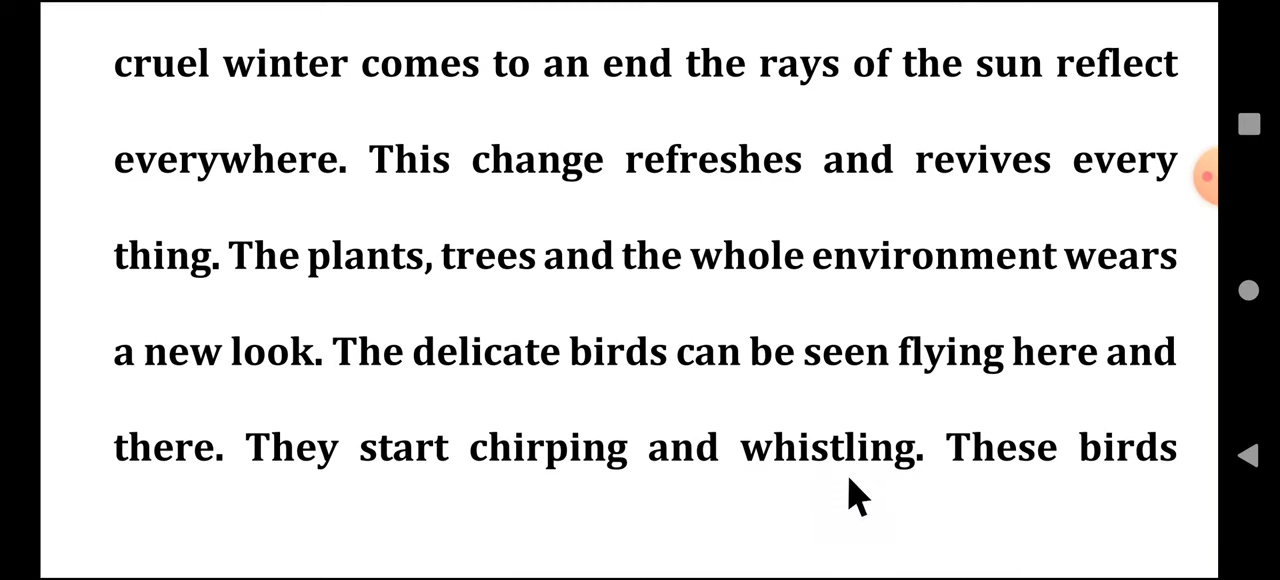 cruel winter comes to an end the rays of the sun reflect
everywhere. This change refreshes and revives every
thing. The plants, trees and the whole environment wears
a new look. The delicate birds can be seen flying here and
there. They start chirping and whistling. These birds